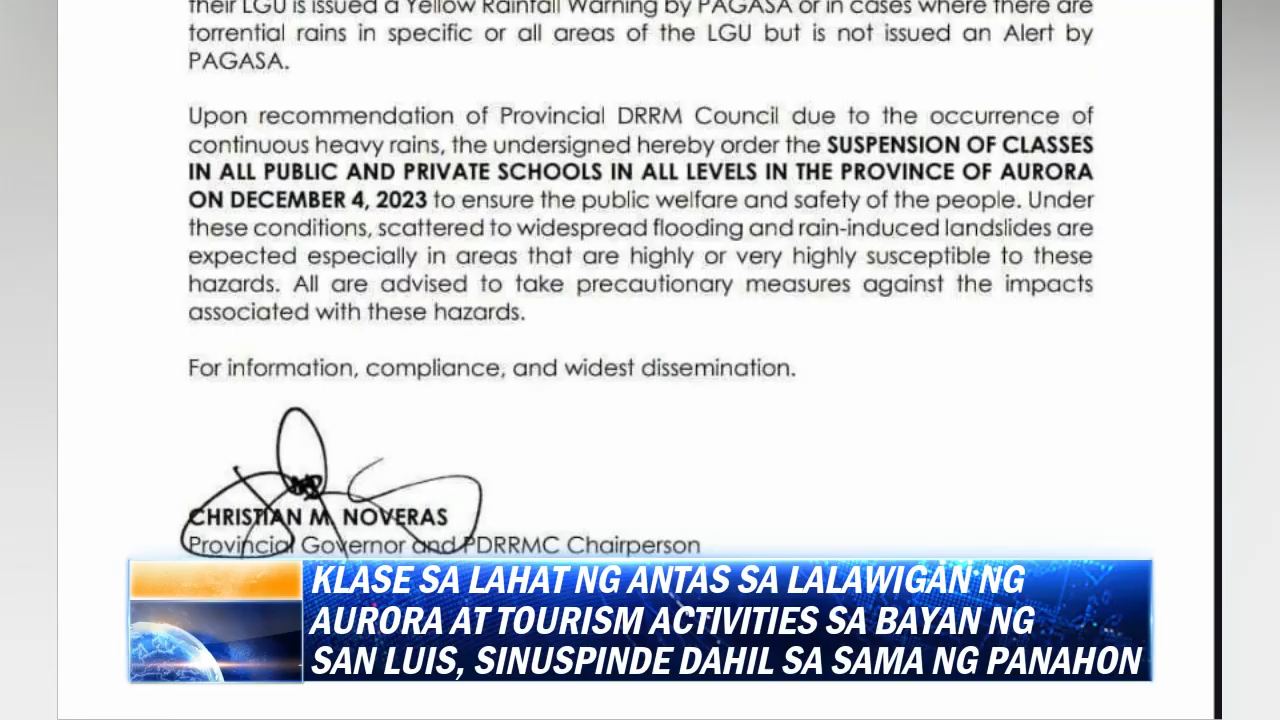 their LGU is issued a Yellow Rainfall Warning by PAGASA or in cases where there are
torrential rains in specific or all areas of the LGU but is not issued an Alert by
PAGASA.
Upon recommendation of Provincial DRRM Council due to the occurrence of
continuous heavy rains, the undersigned hereby order the SUSPENSION OF CLASSES
IN ALL PUBLIC AND PRIVATE SCHOOLS IN ALL LEVELS IN THE PROVINCE OF AURORA
ON DECEMBER 4, 2023 to ensure the public welfare and safety of the people. Under
these conditions, scattered to widespread flooding and rain-induced landslides are
expected especially in areas that are highly or very highly susceptible to these
hazards. All are advised to take precautionary measures against the impacts
associated with these hazards.
For information, compliance, and widest dissemination.
CHRISTIAN M. NOVERAS
Provincial Governor and PDRRMC Chairperson
KLASE SA LAHAT NG ANTAS SA LALAWIGAN NG
AURORA AT TOURISM ACTIVITIES SA BAYAN NG
SAN LUIS, SINUSPINDE DAHIL SA SAMA NG PANAHON